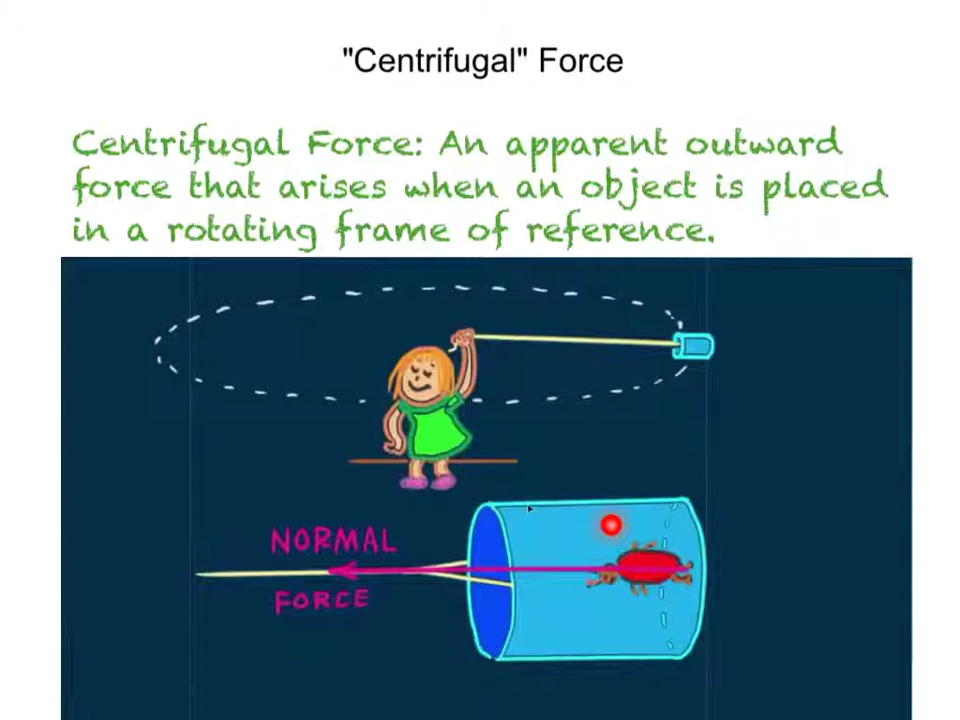 "Centrifugal" Force
Centrifugal Force: An apparent outward
force that arises when an object is placed
in a rotating frame of reference.
NORMAL
FORCE